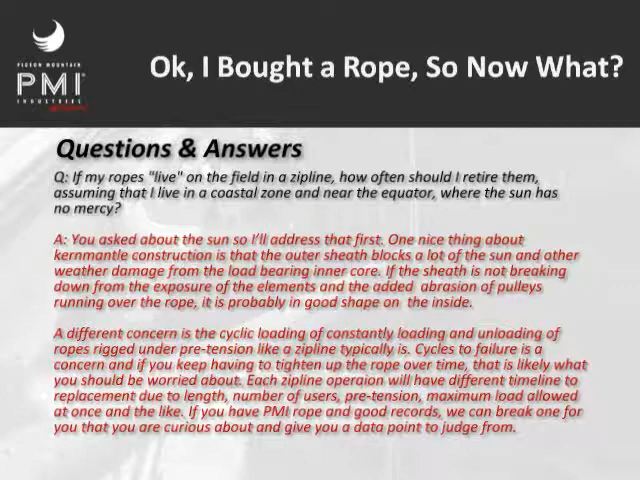 PIGEON MOUNTAIN
PMI
INDUSTRIES
Ok, I Bought a Rope, So Now What?
Questions & Answers
Q: If my ropes "live" on the field in a zipline, how often should I retire them,
assuming that I live in a coastal zone and near the equator, where the sun has
no mercy?
A: You asked about the sun so I'll address that first. One nice thing about
kernmantle construction is that the outer sheath blocks a lot of the sun and other
weather damage from the load bearing inner core. If the sheath is not breaking
down from the exposure of the elements and the added abrasion of pulleys
running over the rope, it is probably in good shape on the inside.
A different concern is the cyclic loading of constantly loading and unloading of
ropes rigged under pre-tension like a zipline typically is. Cycles to failure is a
concern and if you keep having to tighten up the rope over time, that is likely what
you should be worried about. Each zipline operaion will have different timeline to
replacement due to length, number of users, pre-tension, maximum load allowed
at once and the like. If you have PMI rope and good records, we can break one for
you that you are curious about and give you a data point to judge from.